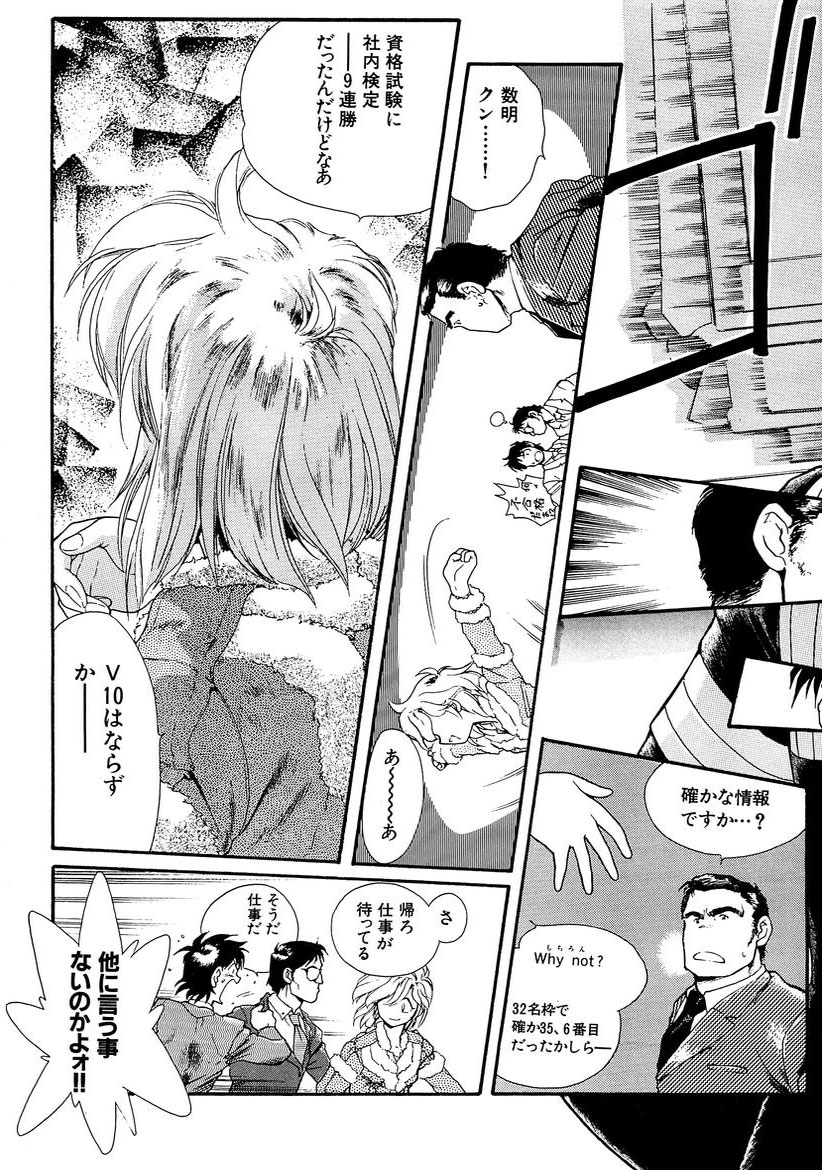 確かな情報
ですか…？
もちろん
Why not?
32名枠で
確か35、6番目
だったかしら―
数明
クン……！
不合格
あ～～～あ
資格試験に
社内検定
――9連勝
だったんだけどなあ
V
10はならず
か――
さ
帰ろ
仕事が
待ってる
そうだ
仕事だ
他に言う事
ないのかよォ!!